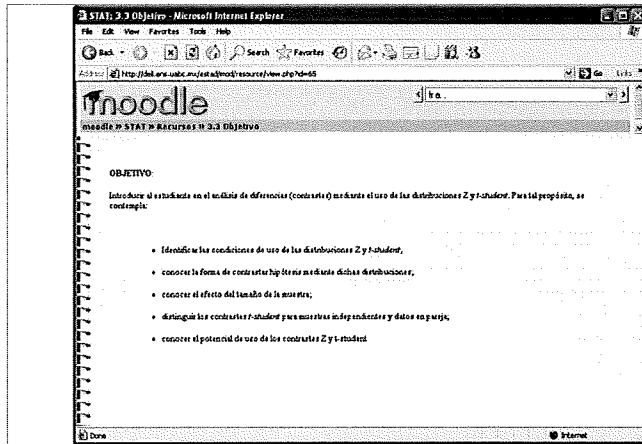 STAT: 3.3 Objetivo - Microsoft Internet Explorer
File Edit View Favorites Tools Help
Back Search Favorites
Address http://dell.ens.uabc.mx/estad/mod/resource/view.php?id=65 Go Links
moodle Ir a...
moodle » STAT » Recursos » 3.3 Objetivo
OBJETIVO:
Introducir al estudiante en el análisis de diferencias (contrastes) mediante el uso de las distribuciones Z y t-student. Para tal propósito, se
contempla:
• Identificar las condiciones de uso de las distribuciones Z y t-student;
• conocer la forma de contrastar hipótesis mediante dichas distribuciones;
• conocer el efecto del tamaño de la muestra;
• distinguir los contrastes t-student para muestras independientes y datos en pareja;
• conocer el potencial de uso de los contrastes Z y t-student
Done Internet